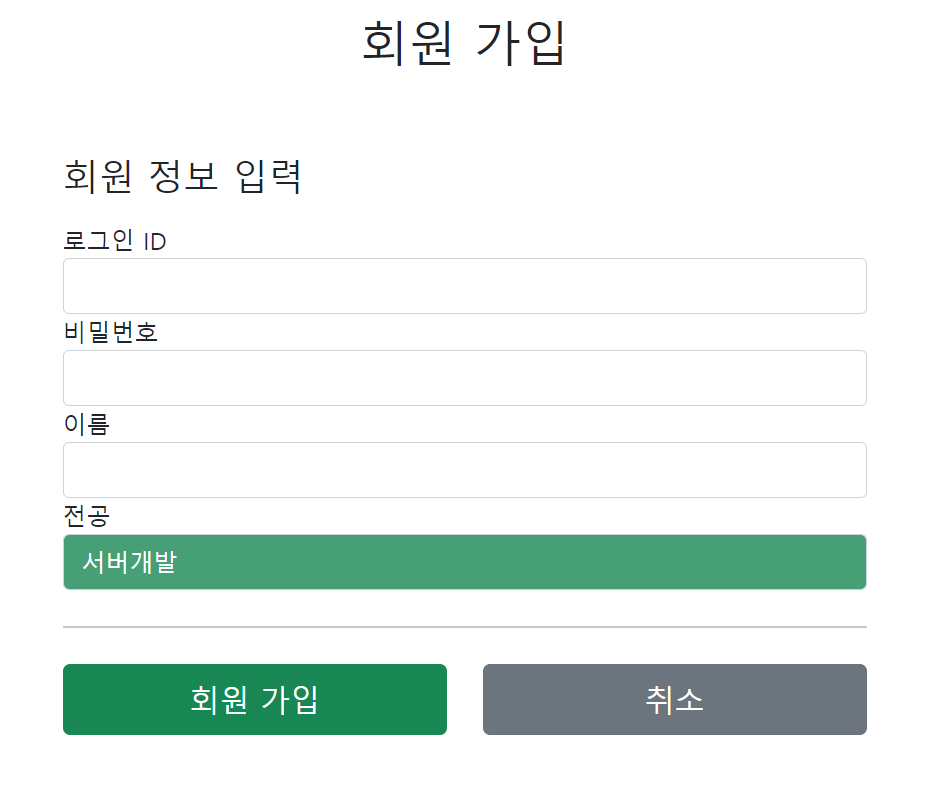 회원 가입
회원 정보 입력
로그인 ID
비밀번호
이름
전공
서버개발
회원 가입
취소